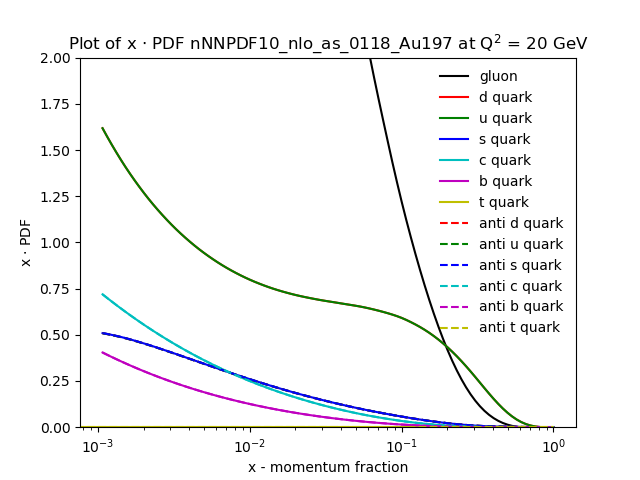 Plot of x · PDF nNNPDF10_nlo_as_0118_Au197 at Q² = 20 GeV
2.00
1.75
1.50
1.25
1.00
0.75
0.50
0.25
0.00
x · PDF
gluon
d quark
u quark
s quark
c quark
b quark
t quark
anti d quark
anti u quark
anti s quark
anti c quark
anti b quark
anti t quark
10⁻³ 10⁻² 10⁻¹ 10⁰
x - momentum fraction